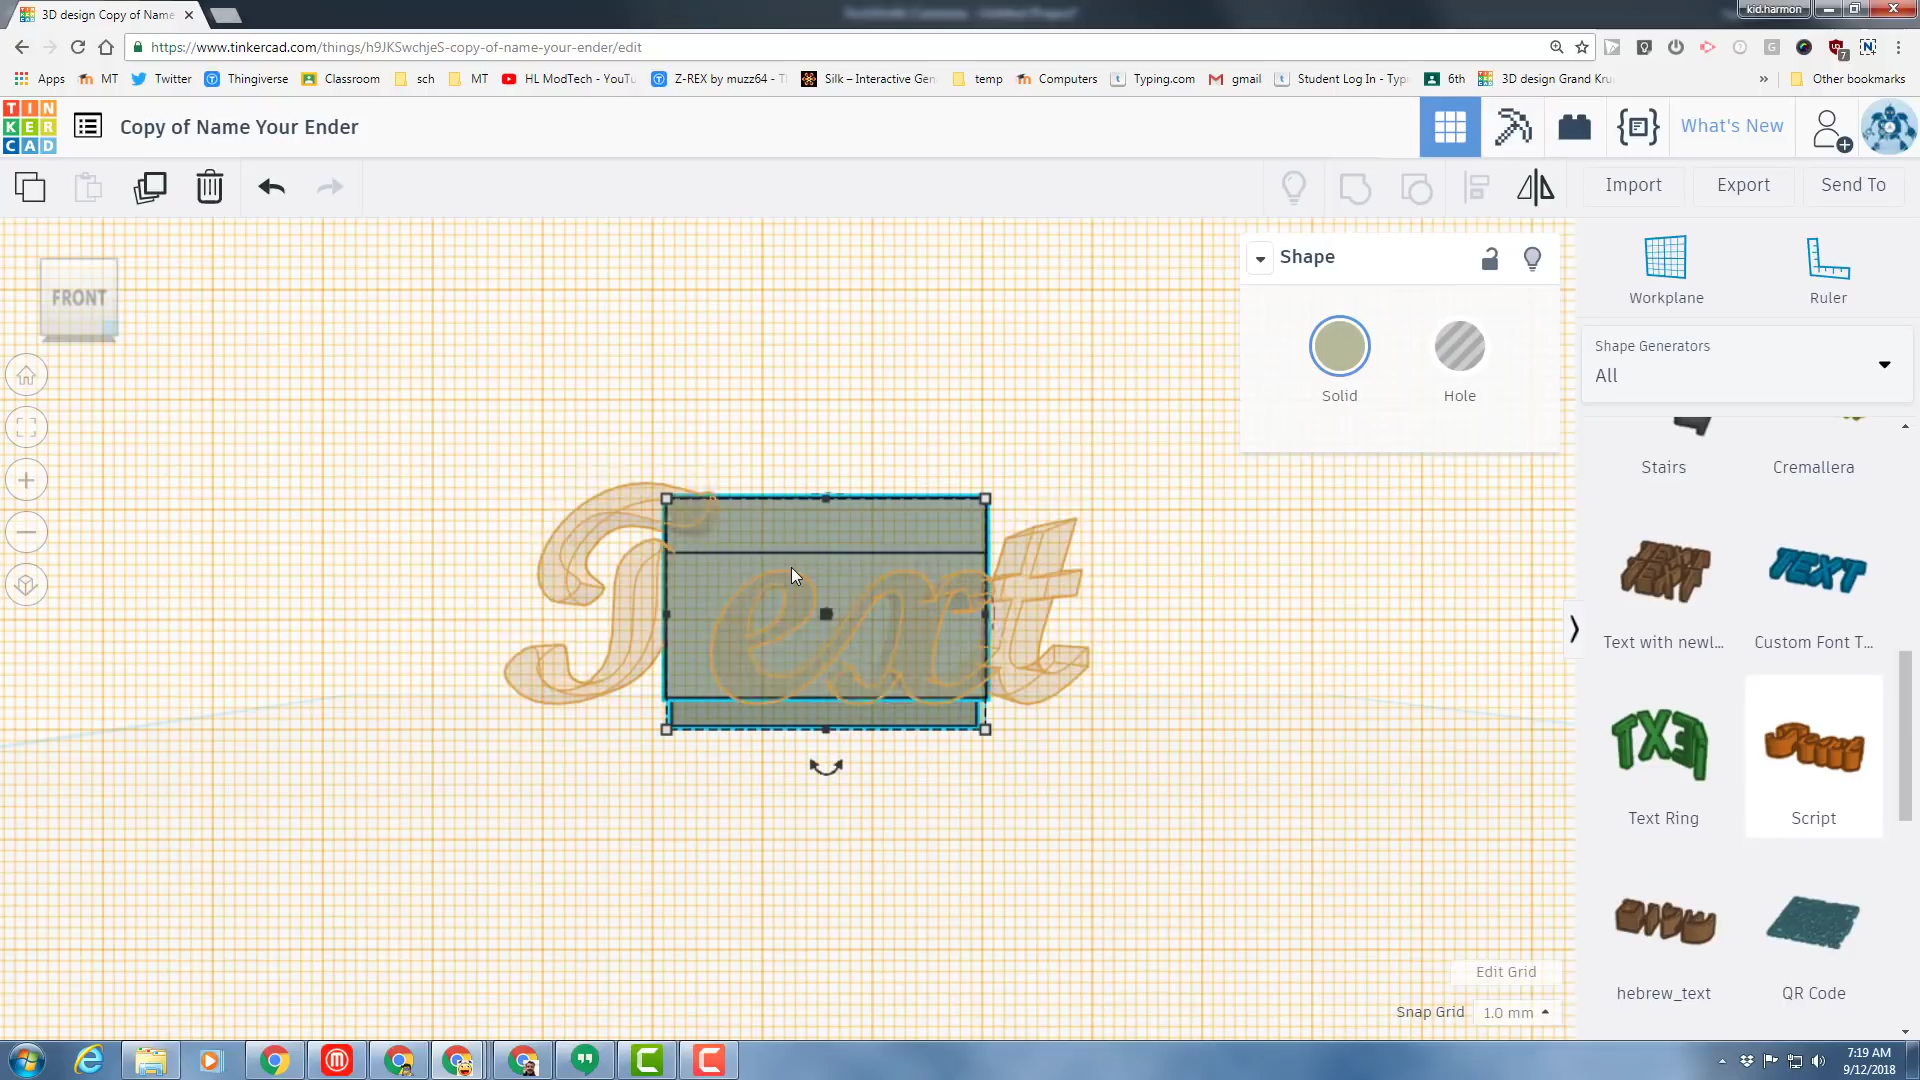 3D design Copy of Name
kid.harmon
https://www.tinkercad.com/things/h9JKSwchjeS-copy-of-name-your-ender/edit
Apps MT Twitter Thingiverse Classroom sch MT HL ModTech - YouTu Z-REX by muzz64 - T Silk – Interactive Gen temp Computers Typing.com gmail Student Log In - Typ 6th 3D design Grand Kru » Other bookmarks
TIN
KER
CAD
Copy of Name Your Ender
What's New
Import Export Send To
FRONT
Shape
Solid Hole
Workplane Ruler
Shape Generators
All
Stairs Cremallera
TEXT
TEXT
TEXT
Text with newl... Custom Font T...
TEXT
Text Ring Script
hebrew_text QR Code
Text
Edit Grid
Snap Grid 1.0 mm
7:19 AM
9/12/2018